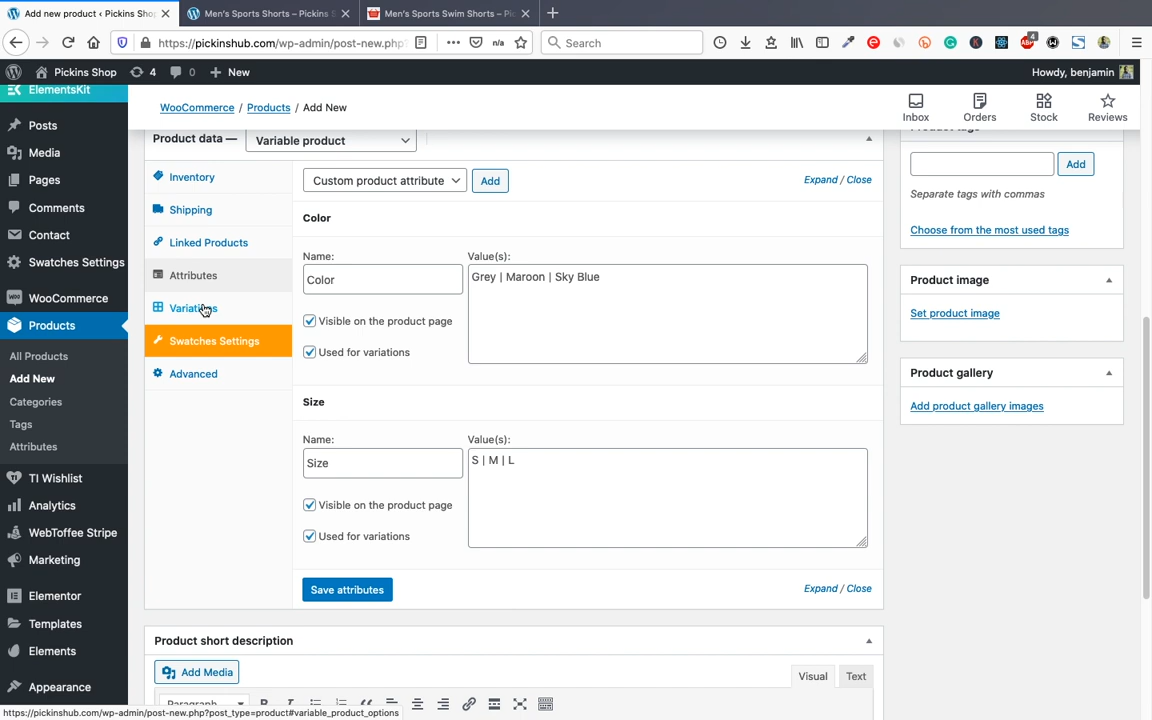 Add new product ‹ Pickins Shop
Men's Sports Shorts – Pickins S
Men's Sports Swim Shorts – Pic
https://pickinshub.com/wp-admin/post-new.php?
n/a
Search
4
Pickins Shop
4
0
New
Howdy, benjamin
ElementsKit
Posts
Media
Pages
Comments
Contact
Swatches Settings
WooCommerce
Products
All Products
Add New
Categories
Tags
Attributes
TI Wishlist
Analytics
WebToffee Stripe
Marketing
Elementor
Templates
Elements
Appearance
WooCommerce / Products / Add New
Inbox
Orders
Stock
Reviews
Product data —
Variable product
Inventory
Shipping
Linked Products
Attributes
Variations
Swatches Settings
Advanced
Custom product attribute
Add
Expand / Close
Color
Name:
Value(s):
Color
Grey | Maroon | Sky Blue
Visible on the product page
Used for variations
Size
Name:
Value(s):
Size
S | M | L
Visible on the product page
Used for variations
Save attributes
Expand / Close
Product short description
Add Media
Visual
Text
Paragraph
B
I
Product tags
Add
Separate tags with commas
Choose from the most used tags
Product image
Set product image
Product gallery
Add product gallery images
https://pickinshub.com/wp-admin/post-new.php?post_type=product#variable_product_options